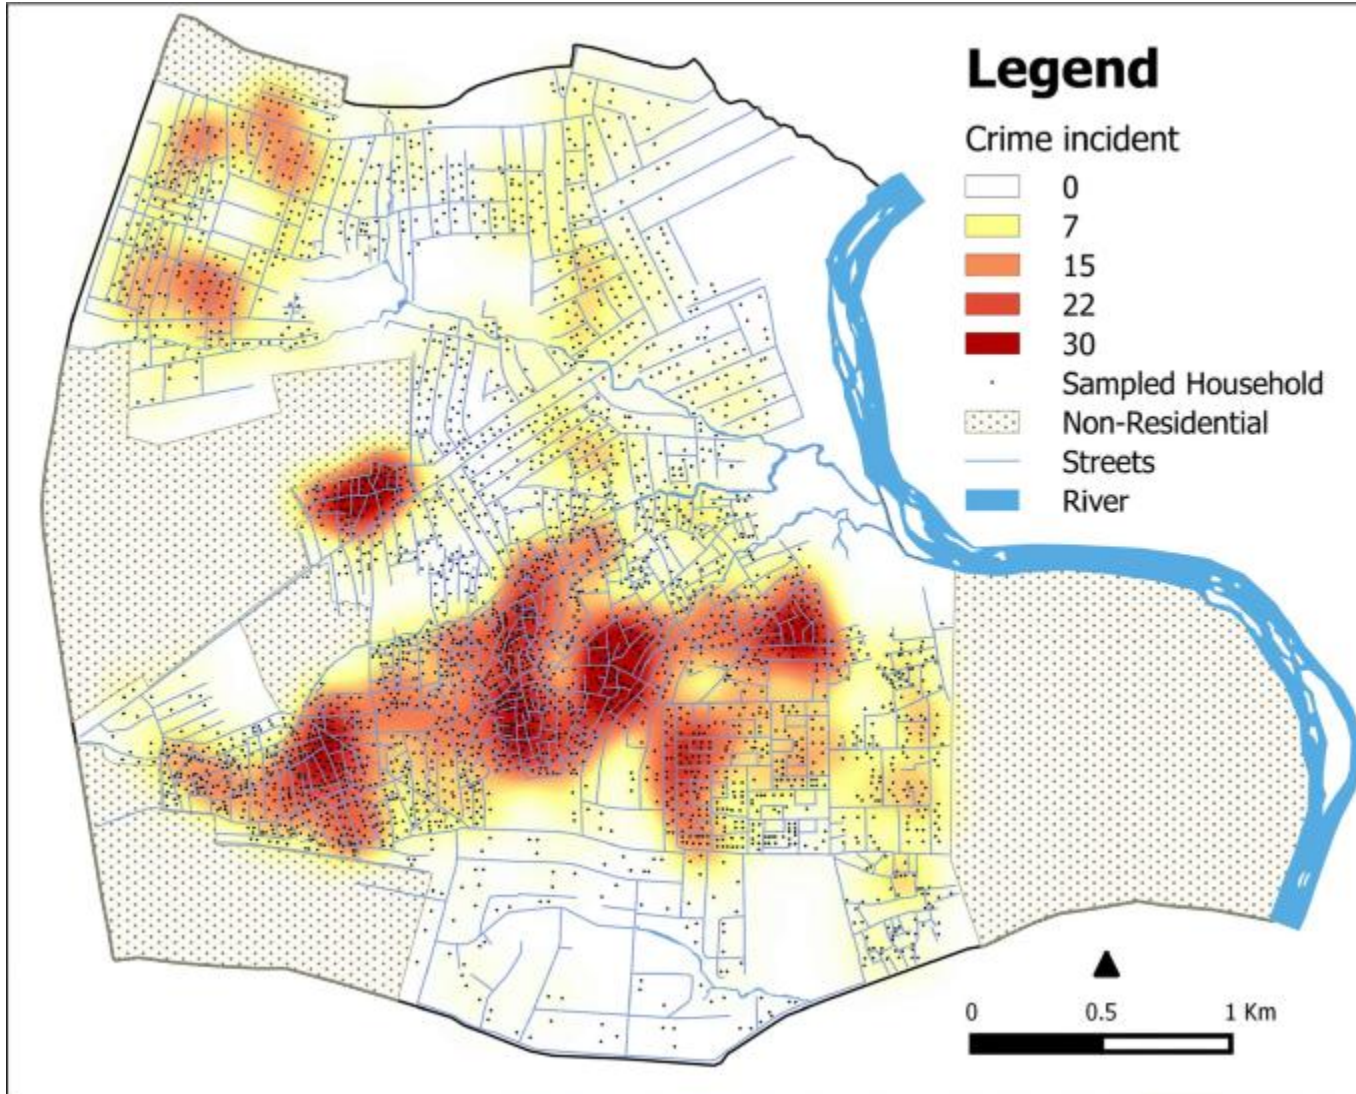 Legend
Crime incident
0
7
15
22
30
Sampled Household
Non-Residential
Streets
River
0 0.5 1 Km